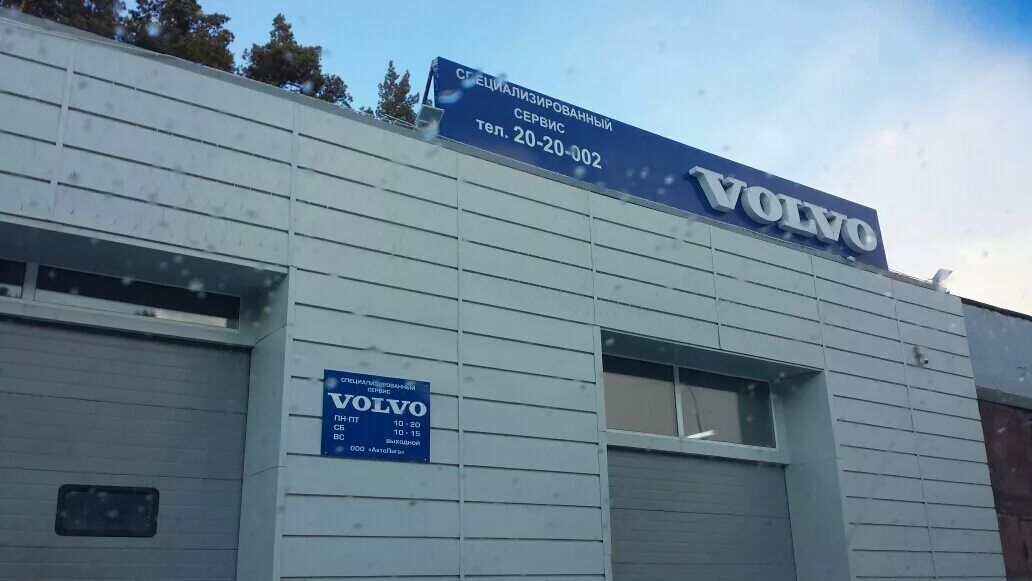 СПЕЦИАЛИЗИРОВАННЫЙ
СЕРВИС
тел. 20-20-002
VOLVO
СПЕЦИАЛИЗИРОВАННЫЙ
СЕРВИС
VOLVO
ПН-ПТ 10 - 20
СБ 10 - 15
ВС ВЫХОДНОЙ
ООО «АвтоЛига»